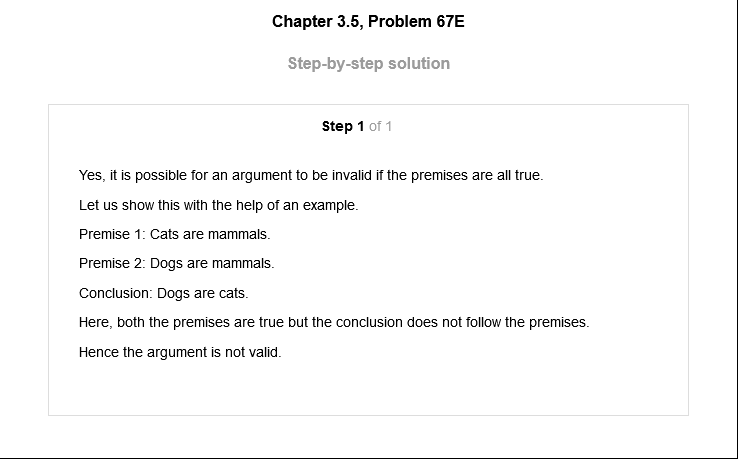 Chapter 3.5, Problem 67E
Step-by-step solution
Step 1 of 1
Yes, it is possible for an argument to be invalid if the premises are all true.
Let us show this with the help of an example.
Premise 1: Cats are mammals.
Premise 2: Dogs are mammals.
Conclusion: Dogs are cats.
Here, both the premises are true but the conclusion does not follow the premises.
Hence the argument is not valid.